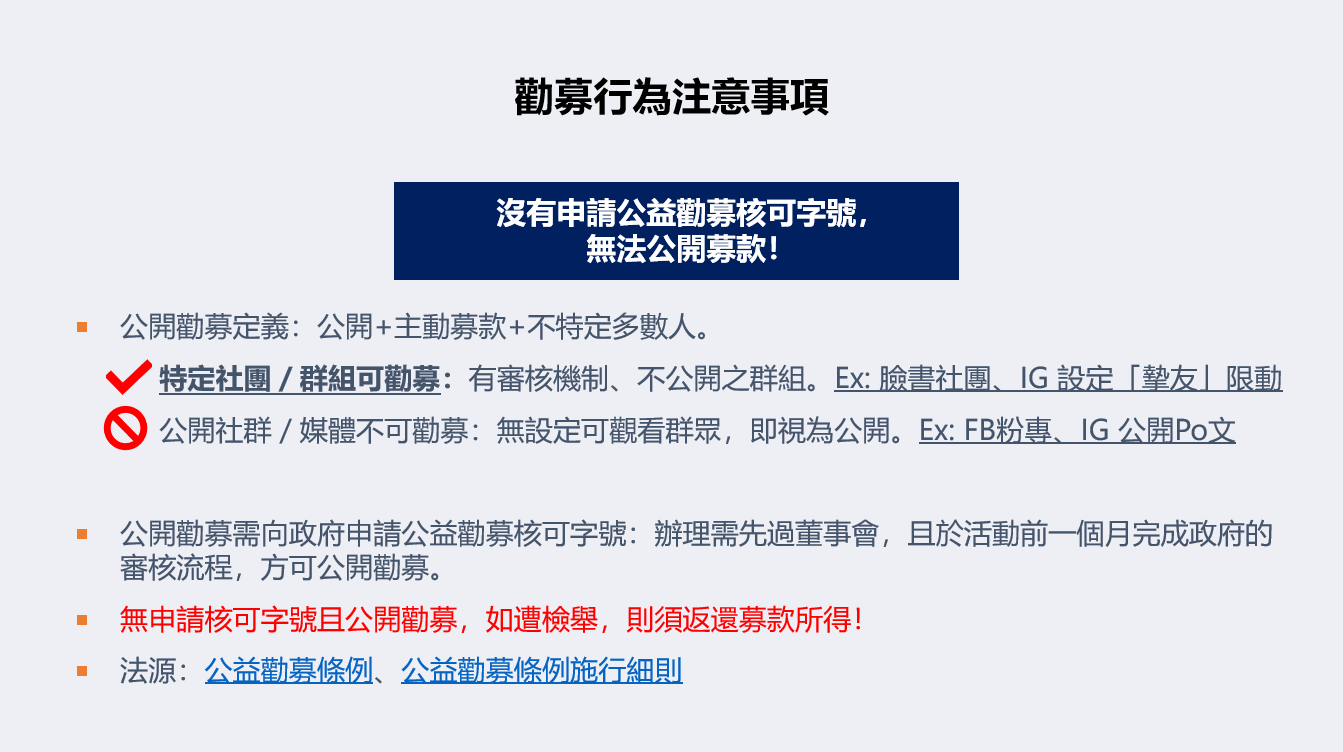 勸募行為注意事項
沒有申請公益勸募核可字號，
無法公開募款！
公開勸募定義：公開+主動募款+不特定多數人。
特定社團 / 群組可勸募：有審核機制、不公開之群組。Ex: 臉書社團、IG 設定「摯友」限動
公開社群 / 媒體不可勸募：無設定可觀看群眾，即視為公開。Ex: FB粉專、IG 公開Po文
公開勸募需向政府申請公益勸募核可字號：辦理需先過董事會，且於活動前一個月完成政府的
審核流程，方可公開勸募。
無申請核可字號且公開勸募，如遭檢舉，則須返還募款所得！
法源：公益勸募條例、公益勸募條例施行細則